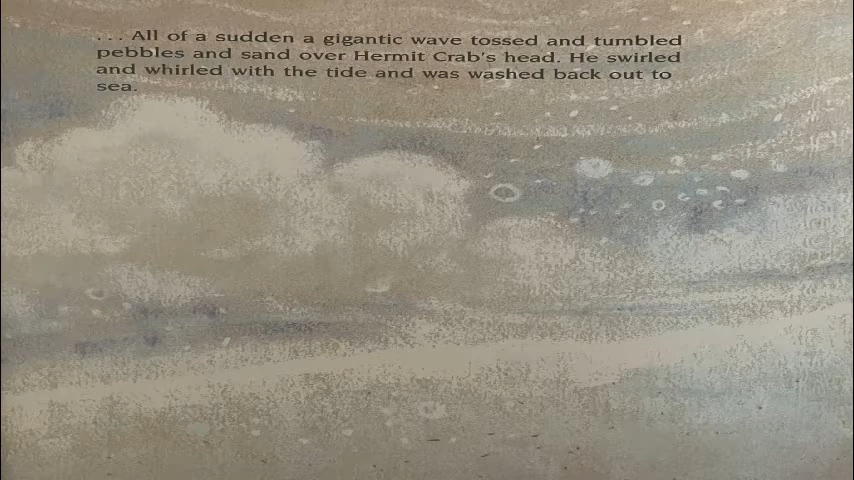 . . . All of a sudden a gigantic wave tossed and tumbled
pebbles and sand over Hermit Crab's head. He swirled
and whirled with the tide and was washed back out to
sea.